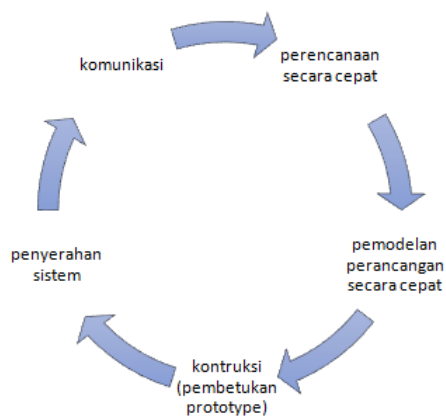 komunikasi
perencanaan
secara cepat
pemodelan
perancangan
secara cepat
kontruksi
(pembetukan
prototype)
penyerahan
sistem